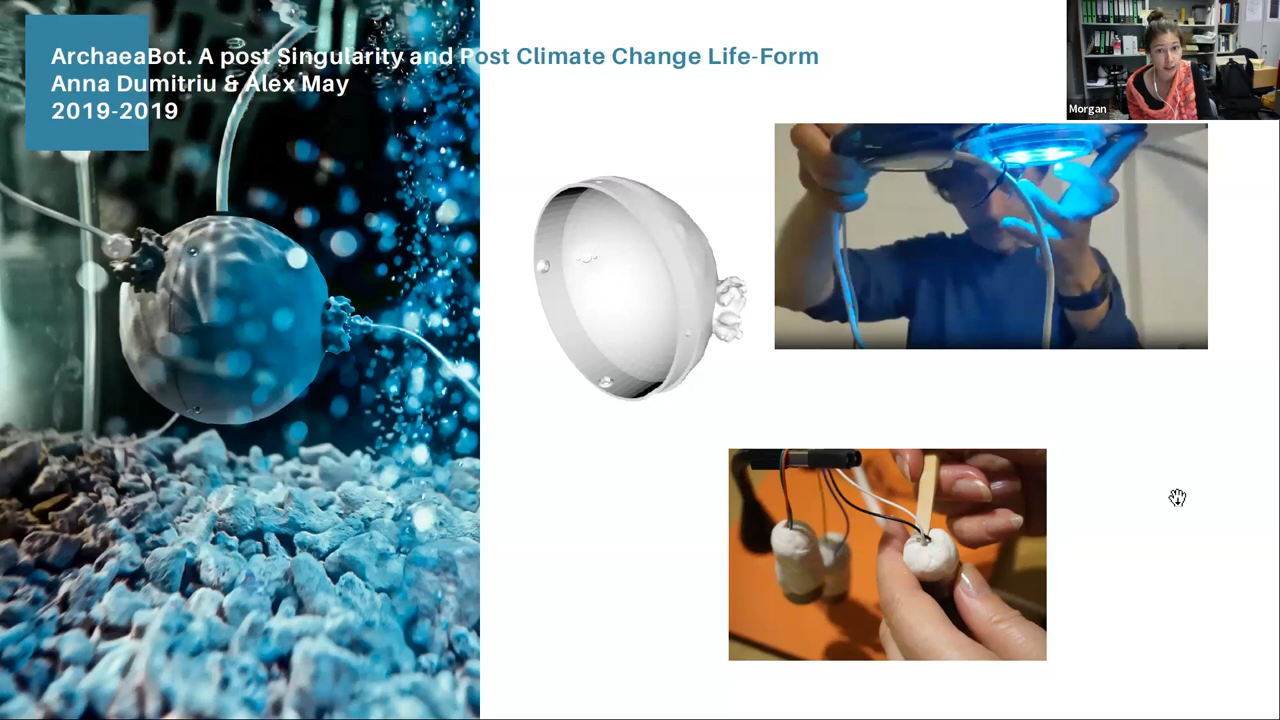 ArchaeaBot. A post Singularity and Post Climate Change Life-Form
Anna Dumitriu & Alex May
2019-2019
Morgan